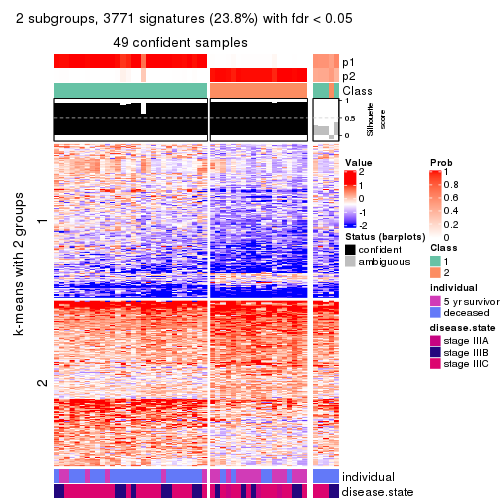 2 subgroups, 3771 signatures (23.8%) with fdr < 0.05
49 confident samples
p1
p2
Class
1
0.5
0
Silhouette
score
k-means with 2 groups
1
2
Value
2
1
0
-1
-2
Status (barplots)
confident
ambiguous
Prob
1
0.8
0.6
0.4
0.2
0
Class
1
2
individual
5 yr survivor
deceased
disease.state
stage IIIA
stage IIIB
stage IIIC
individual
disease.state